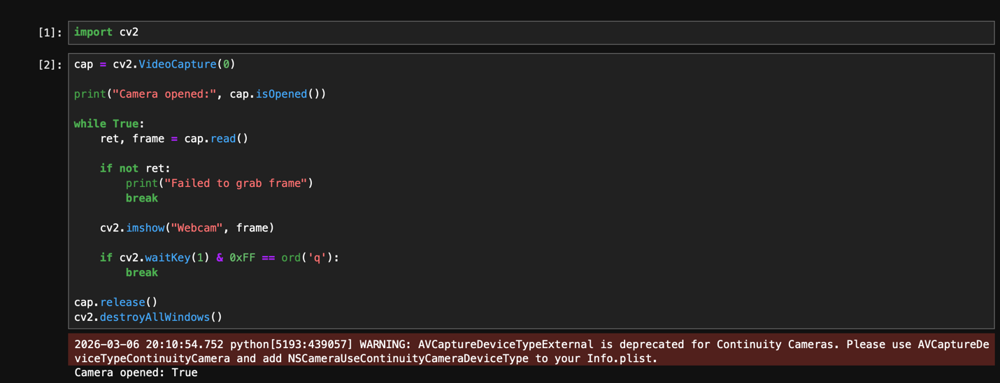 [1]: import cv2
[2]: cap = cv2.VideoCapture(0)
print("Camera opened:", cap.isOpened())
while True:
    ret, frame = cap.read()
    if not ret:
        print("Failed to grab frame")
        break
    cv2.imshow("Webcam", frame)
    if cv2.waitKey(1) & 0xFF == ord('q'):
        break
cap.release()
cv2.destroyAllWindows()
2026-03-06 20:10:54.752 python[5193:439057] WARNING: AVCaptureDeviceTypeExternal is deprecated for Continuity Cameras. Please use AVCaptureDe
viceTypeContinuityCamera and add NSCameraUseContinuityCameraDeviceType to your Info.plist.
Camera opened: True